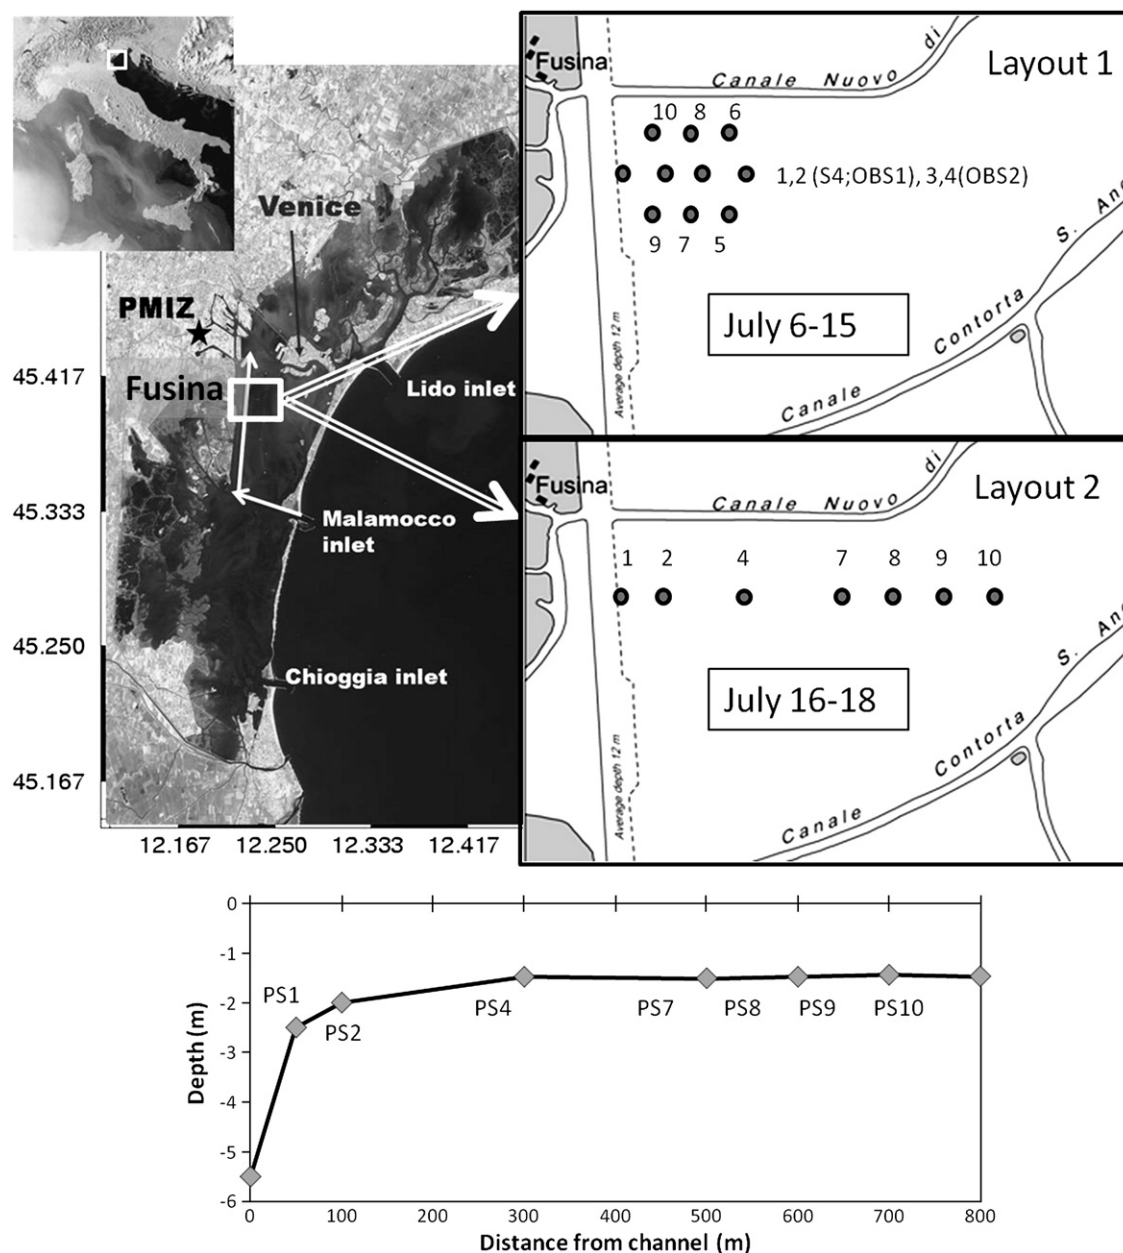 Venice
PMIZ
Fusina
Lido inlet
Malamocco
inlet
Chioggia inlet
45.417
45.333
45.250
45.167
12.167 12.250 12.333 12.417
Fusina
Canale Nuovo di
Layout 1
10 8 6
1,2 (S4;OBS1), 3,4(OBS2)
9 7 5
July 6-15
Average depth 12 m
Canale Contorta S. Ang
Fusina
Canale Nuovo di
Layout 2
1 2 4 7 8 9 10
July 16-18
Average depth 12 m
Canale Contorta S. Ang
0
-1
-2
-3
-4
-5
-6
Depth (m)
PS1
PS2
PS4
PS7
PS8
PS9
PS10
0 100 200 300 400 500 600 700 800
Distance from channel (m)